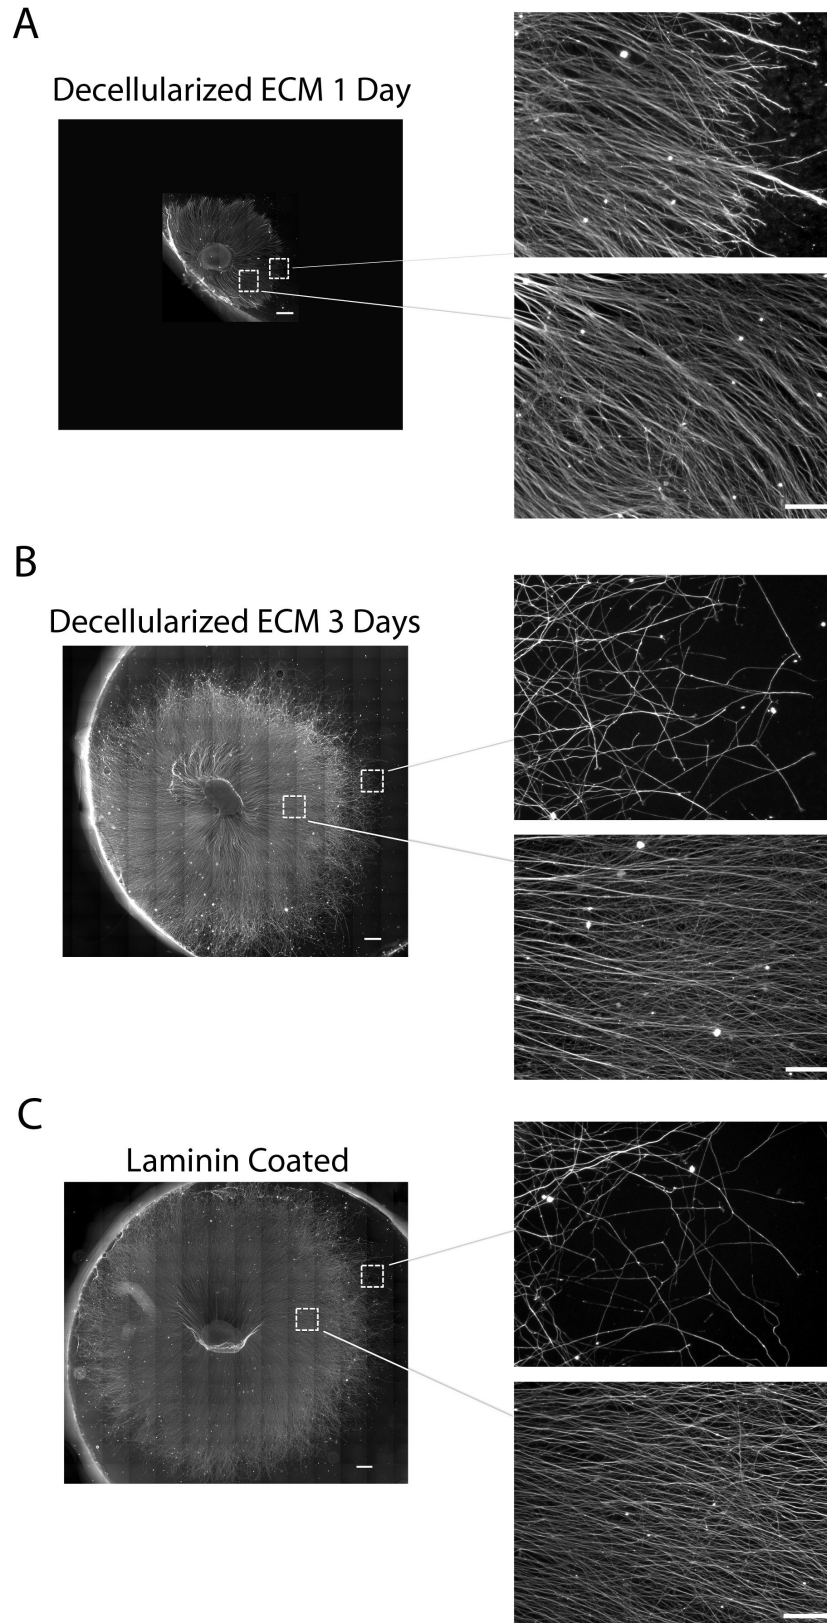 A
Decellularized ECM 1 Day
B
Decellularized ECM 3 Days
C
Laminin Coated